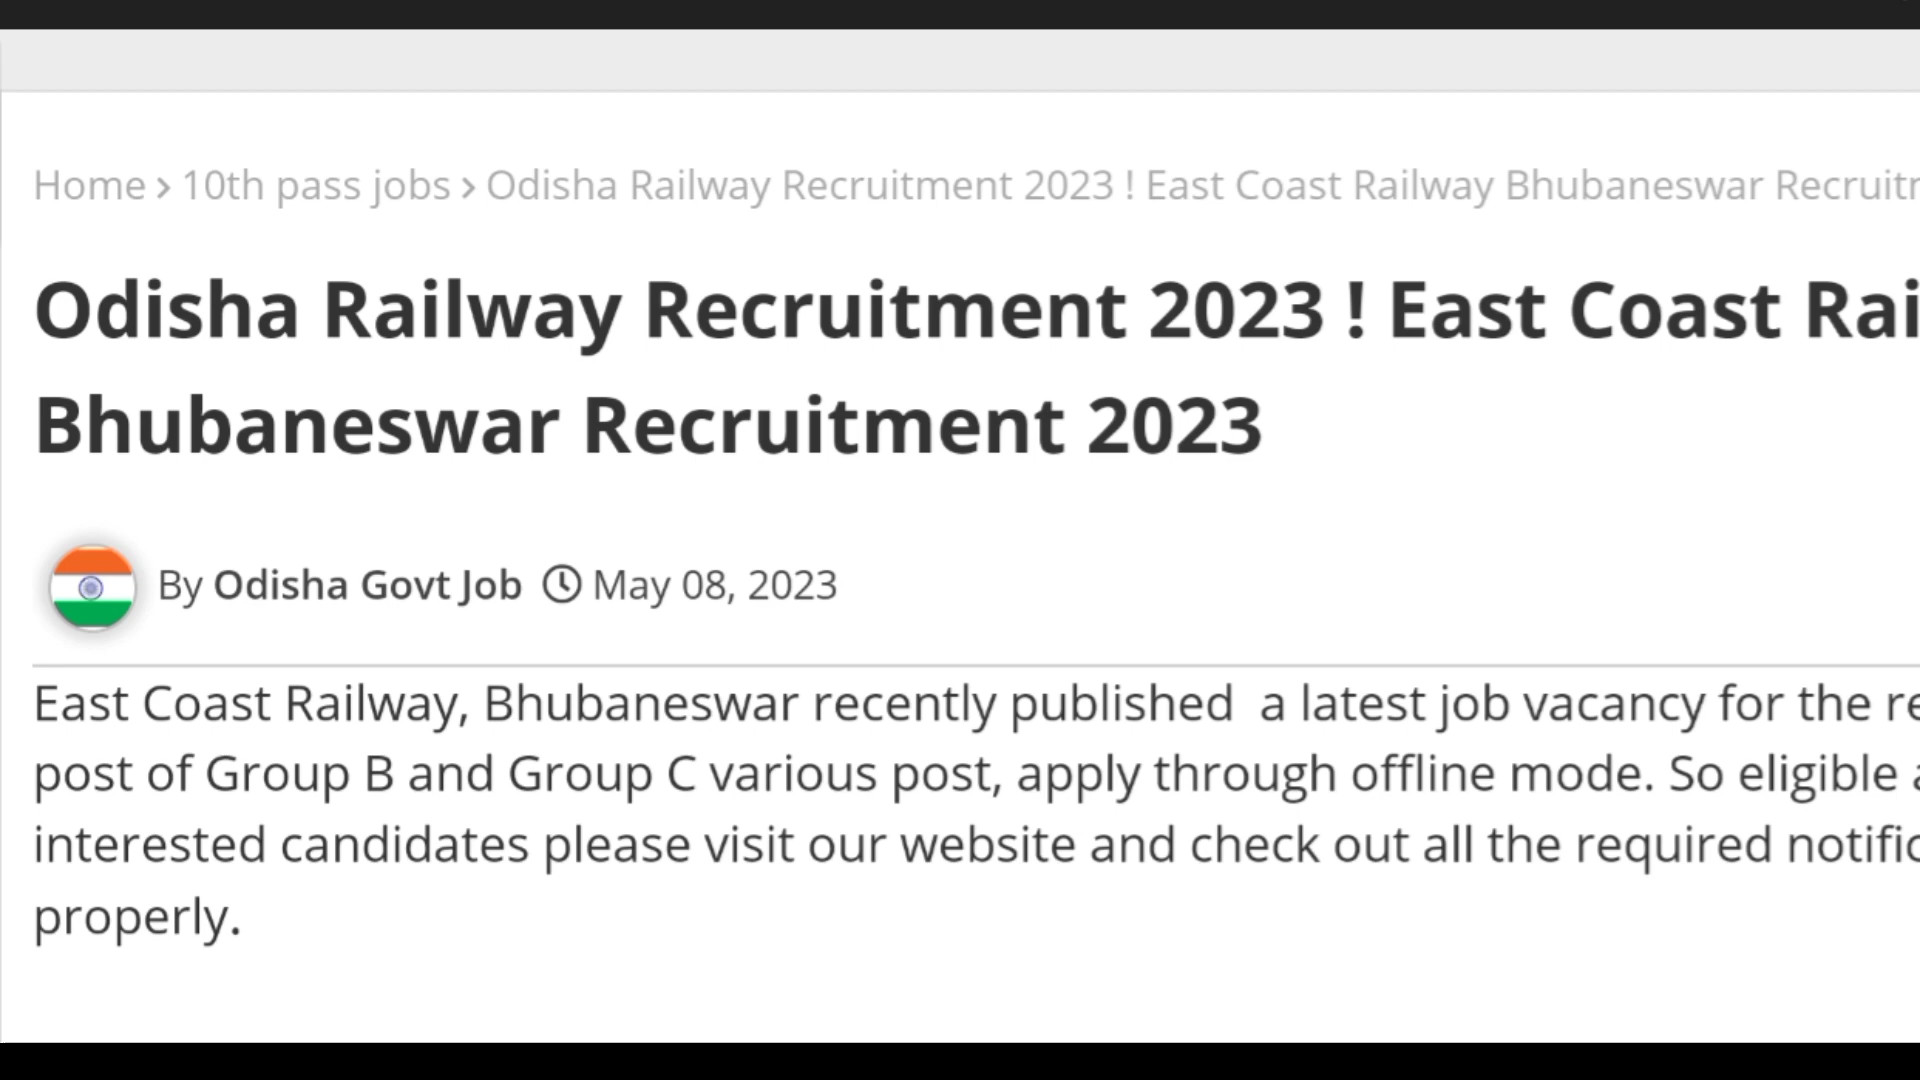 Home > 10th pass jobs > Odisha Railway Recruitment 2023 ! East Coast Railway Bhubaneswar
Odisha Railway Recruitment 2023 ! East Coast
Bhubaneswar Recruitment 2023
By Odisha Govt Job May 08, 2023
East Coast Railway, Bhubaneswar recently published a latest job vacancy for the
post of Group B and Group C various post, apply through offline mode. So eligible
interested candidates please visit our website and check out all the required
properly.